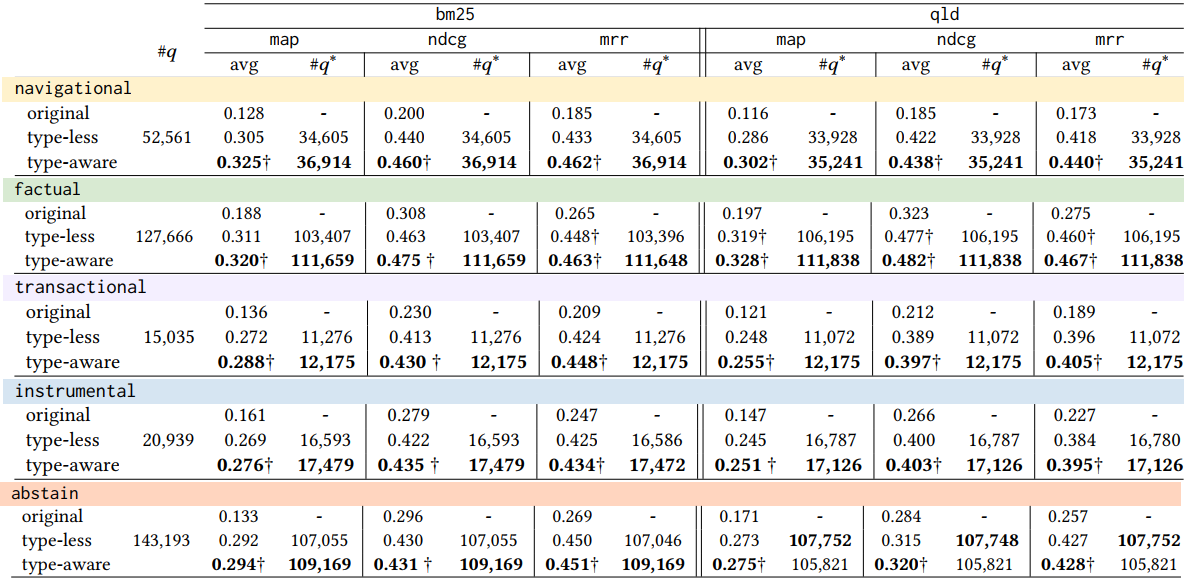 bm25 qld
#q map ndcg mrr map ndcg mrr
avg #q* avg #q* avg #q* avg #q* avg #q* avg #q*
navigational
original 0.128 - 0.200 - 0.185 - 0.116 - 0.185 - 0.173 -
type-less 52,561 0.305 34,605 0.440 34,605 0.433 34,605 0.286 33,928 0.422 33,928 0.418 33,928
type-aware 0.325† 36,914 0.460† 36,914 0.462† 36,914 0.302† 35,241 0.438† 35,241 0.440† 35,241
factual
original 0.188 - 0.308 - 0.265 - 0.197 - 0.323 - 0.275 -
type-less 127,666 0.311 103,407 0.463 103,407 0.448† 103,396 0.319† 106,195 0.477† 106,195 0.460† 106,195
type-aware 0.320† 111,659 0.475 † 111,659 0.463† 111,648 0.328† 111,838 0.482† 111,838 0.467† 111,838
transactional
original 0.136 - 0.230 - 0.209 - 0.121 - 0.212 - 0.189 -
type-less 15,035 0.272 11,276 0.413 11,276 0.424 11,276 0.248 11,072 0.389 11,072 0.396 11,072
type-aware 0.288† 12,175 0.430 † 12,175 0.448† 12,175 0.255† 12,175 0.397† 12,175 0.405† 12,175
instrumental
original 0.161 - 0.279 - 0.247 - 0.147 - 0.266 - 0.227 -
type-less 20,939 0.269 16,593 0.422 16,593 0.425 16,586 0.245 16,787 0.400 16,787 0.384 16,780
type-aware 0.276† 17,479 0.435 † 17,479 0.434† 17,472 0.251 † 17,126 0.403† 17,126 0.395† 17,126
abstain
original 0.133 - 0.296 - 0.269 - 0.171 - 0.284 - 0.257 -
type-less 143,193 0.292 107,055 0.430 107,055 0.450 107,046 0.273 107,752 0.315 107,748 0.427 107,752
type-aware 0.294† 109,169 0.431 † 109,169 0.451† 109,169 0.275† 105,821 0.320† 105,821 0.428† 105,821